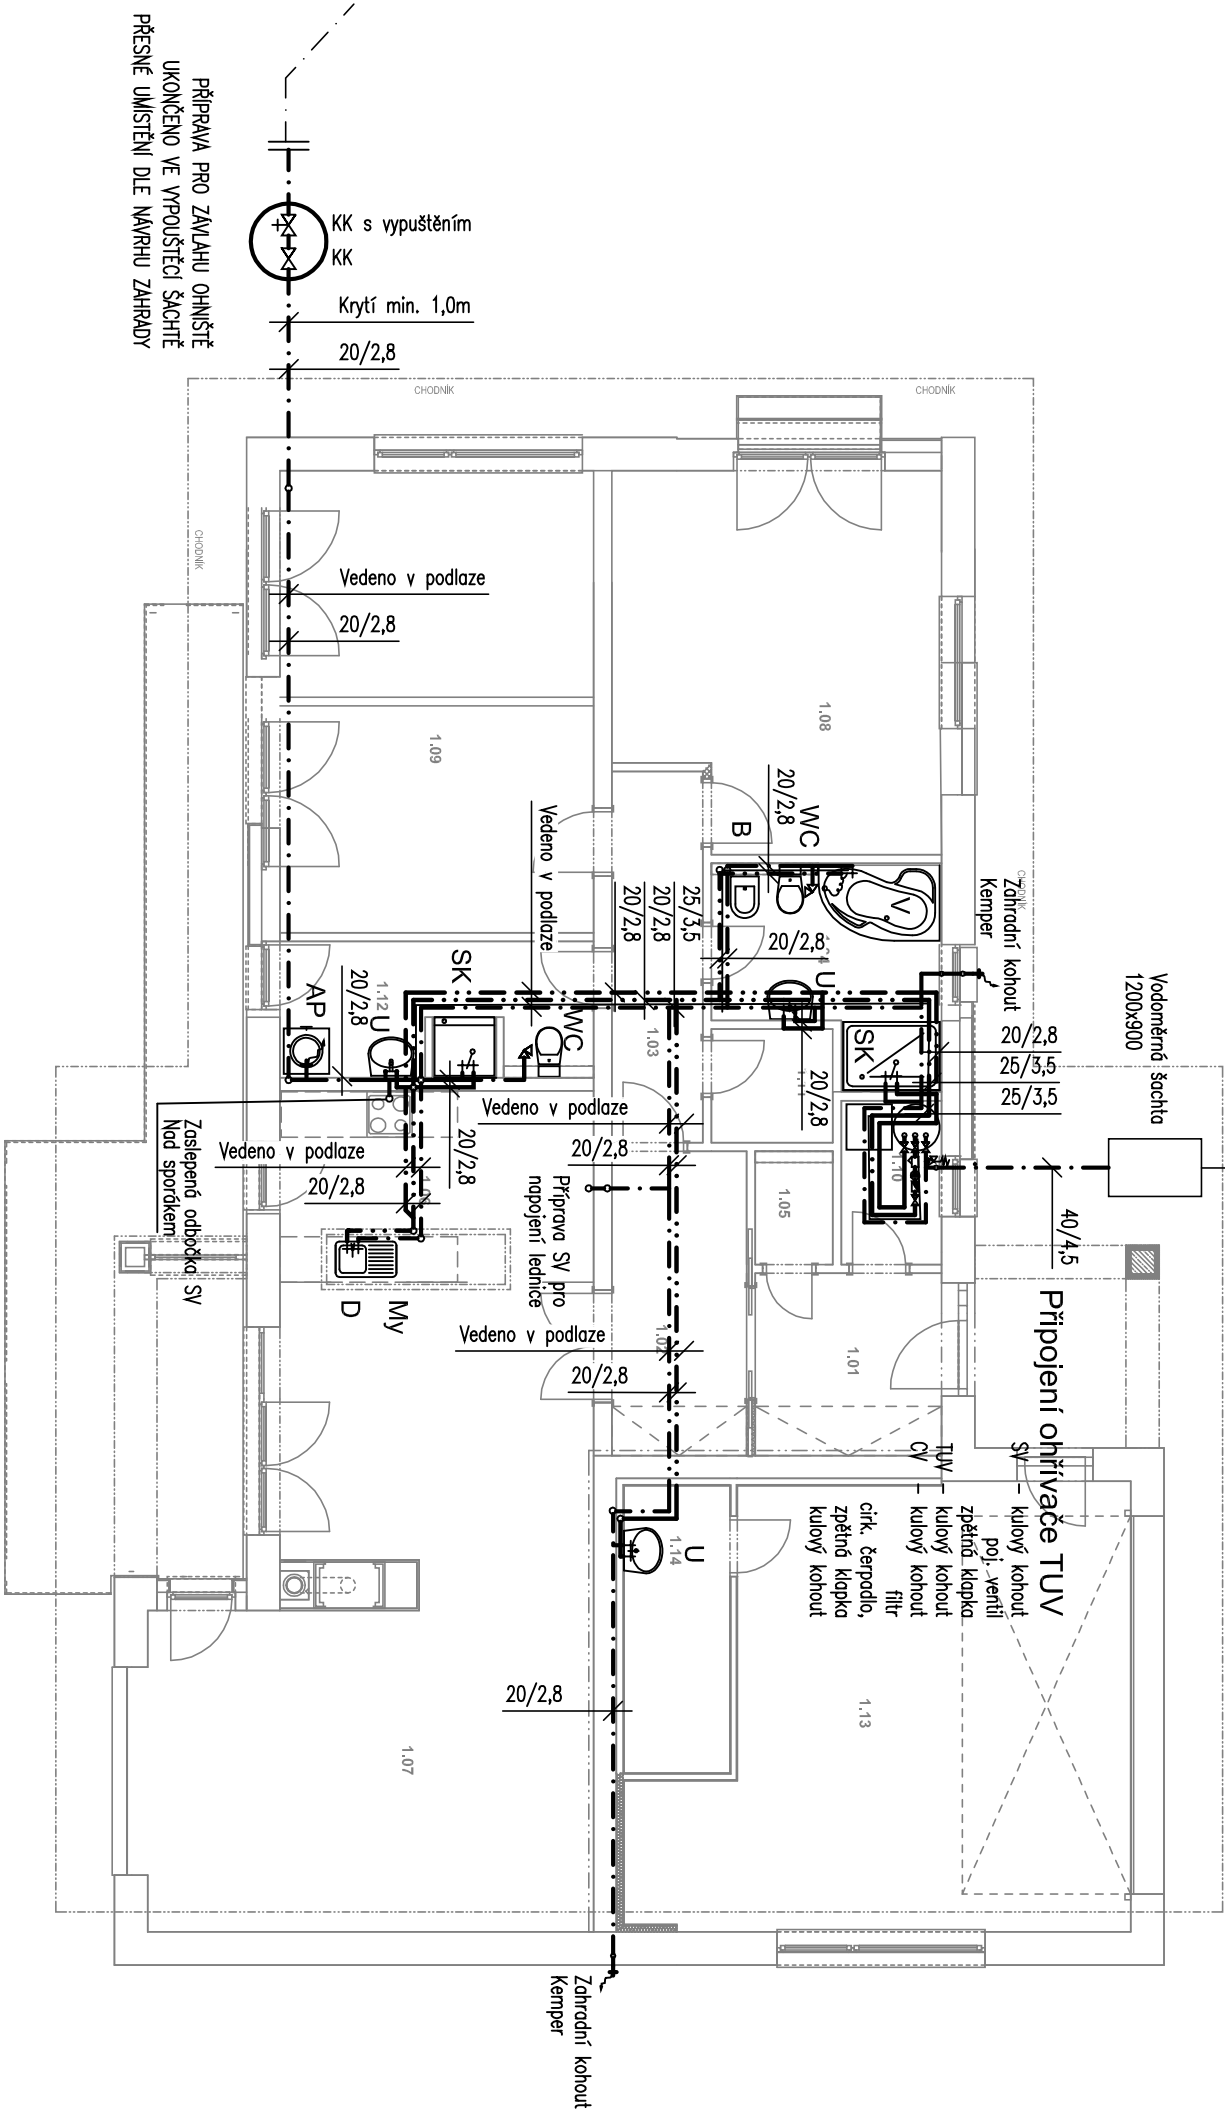 PŘÍPRAVA PRO ZÁVLAHU OHNIŠTĚ
UKONČENO VE VYPOUŠTĚCÍ ŠACHTĚ
PŘESNÉ UMÍSTĚNÍ DLE NÁVRHU ZAHRADY
KK s vypuštěním
KK
Krytí min. 1,0m
20/2,8
CHODNÍK
CHODNÍK
CHODNÍK
Vedeno v podlaze
20/2,8
1.08
1.09
20/2,8
WC
B
Vedeno v podlaze
25/3,5
20/2,8
20/2,8
V
CHODNÍK
Zahradní kohout
Kemper
20/2,8
U
SK
1.12
20/2,8
AP
U
WC
1.03
SK
20/2,8
Vodoměrná šachta
1200x900
20/2,8
25/3,5
25/3,5
Vedeno v podlaze
20/2,8
20/2,8
Vedeno v podlaze
20/2,8
Zaslepená odbočka SV
Nad sporákem
Příprava SV pro
napojení lednice
1.05
1.10
40/4,5
My
D
Vedeno v podlaze
20/2,8
1.02
1.01
Připojení ohřívače TUV
SV - kulový kohout
poj. ventil
zpětná klapka
TUV - kulový kohout
CV - kulový kohout
filtr
cirk. čerpadlo,
zpětná klapka
kulový kohout
U
1.14
20/2,8
1.13
1.07
Zahradní kohout
Kemper